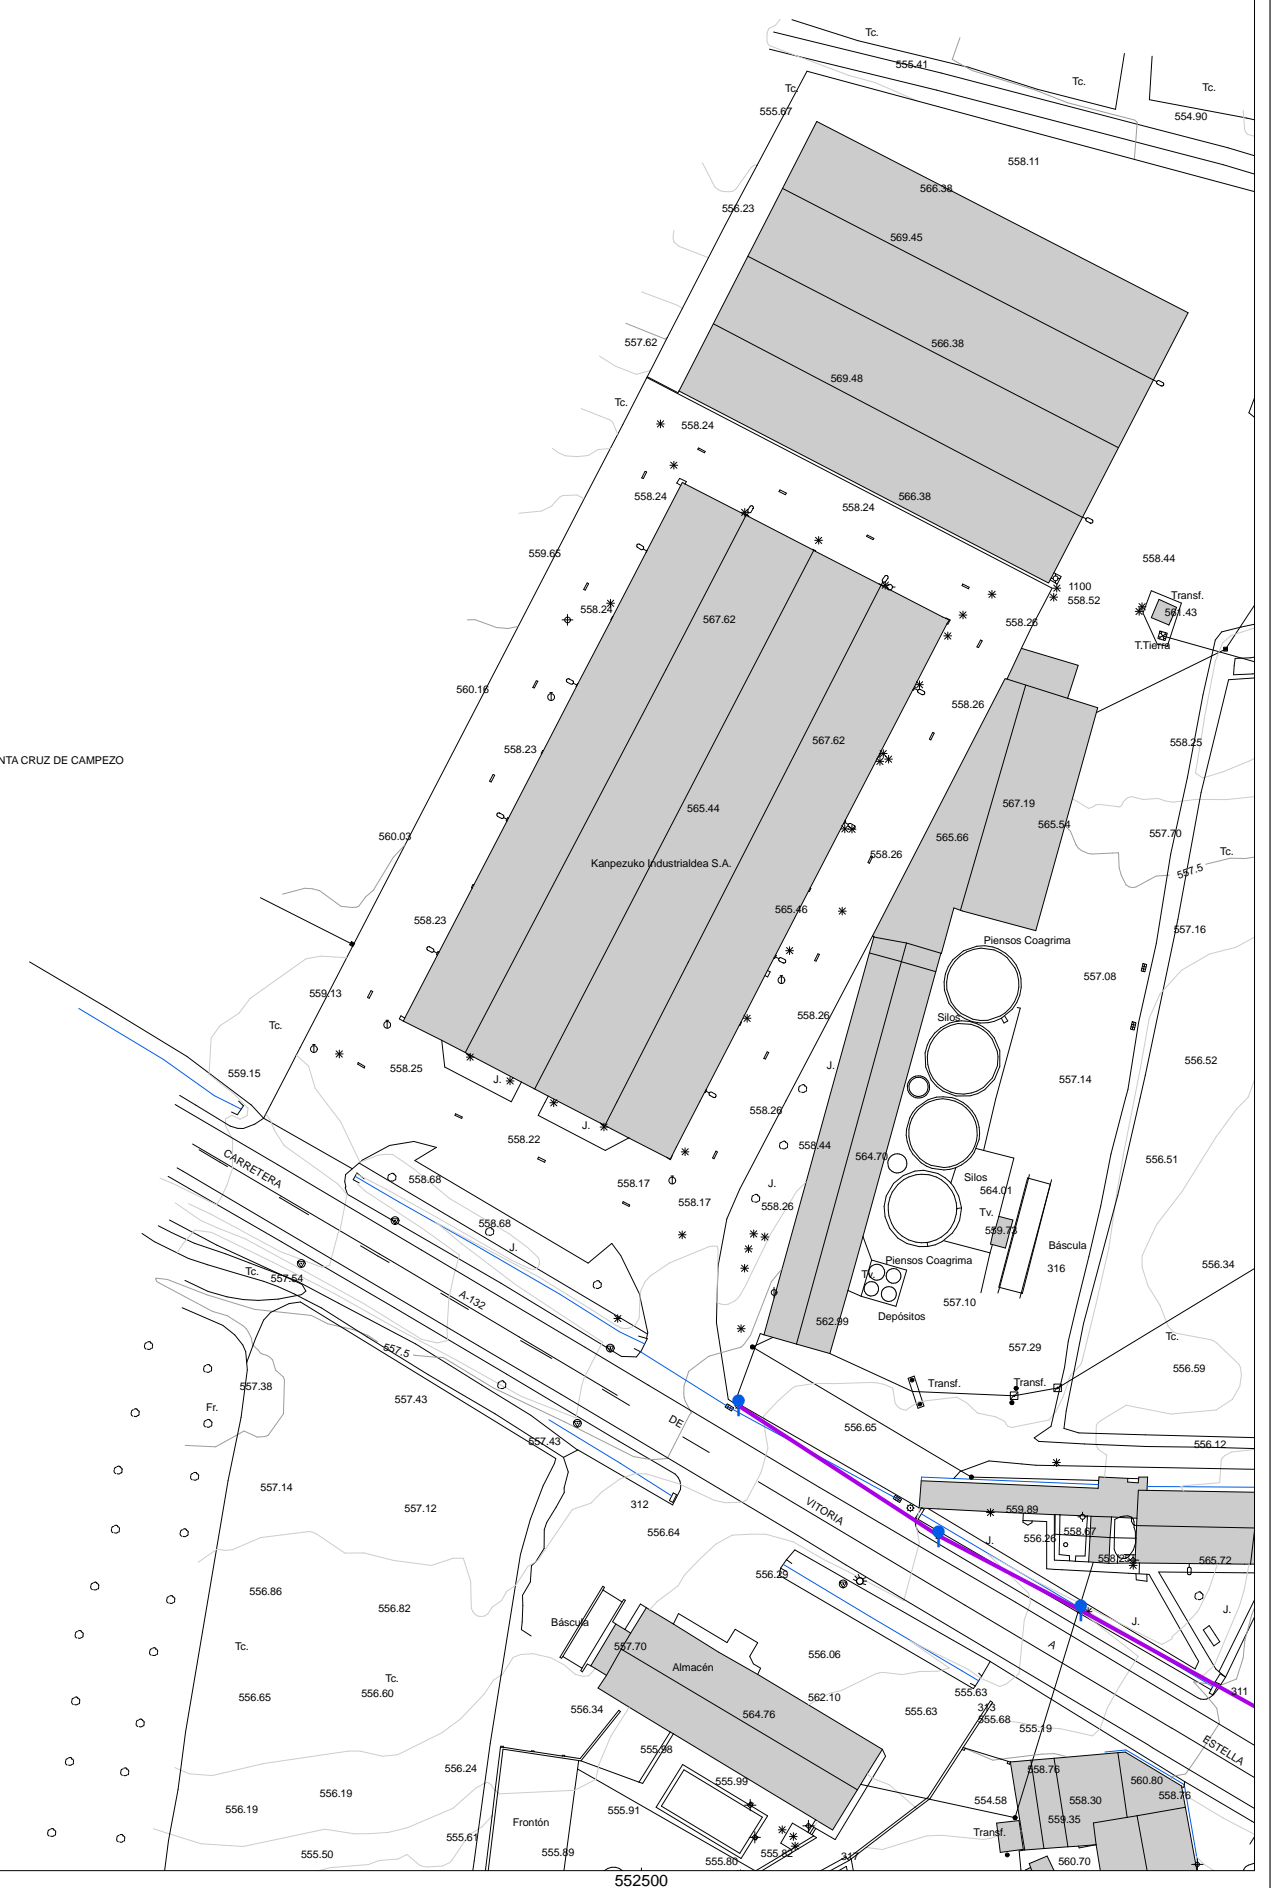 Tc.
555.41
Tc.
Tc.
Tc.
555.67
554.90
558.11
566.38
556.23
569.45
557.62
566.38
569.48
Tc.
558.24
558.24
566.38
558.24
559.65
558.44
1100
558.52
Transf.
561.43
558.24
567.62
558.26
T.Tierra
560.16
558.26
558.23
567.62
558.25
NTA CRUZ DE CAMPEZO
565.44
567.19
565.54
560.03
565.66
557.70
558.26
Tc.
Kanpezuko Industrialdea S.A.
557.5
565.46
558.23
557.16
Piensos Coagrima
557.08
559.13
Silos
558.26
Tc.
556.52
558.25
J.
559.15
557.14
J.
558.26
J.
558.22
558.44
564.70
556.51
CARRETERA
558.68
558.17
J.
Silos
564.01
558.17
558.26
Tv.
558.68
559.73
J.
Báscula
Piensos Coagrima
556.34
Tc.
557.54
Tv.
316
A-132
557.10
Depósitos
562.99
Tc.
557.5
557.29
556.59
557.38
Transf.
Transf.
557.43
Fr.
DE
556.65
557.43
556.12
557.14
312
557.12
VITORIA
559.89
556.64
558.67
J.
556.26
558.25
565.72
556.29
556.86
556.82
Báscula
J.
J.
557.70
Tc.
A
556.06
Almacén
Tc.
556.65
556.60
562.10
555.63
311
556.34
555.63
313
564.76
555.68
555.19
555.98
ESTELLA
556.24
558.76
555.99
560.80
556.19
558.76
554.58
558.30
556.19
555.91
559.35
Frontón
Transf.
555.61
555.50
555.89
555.82
317
555.80
560.70
552500